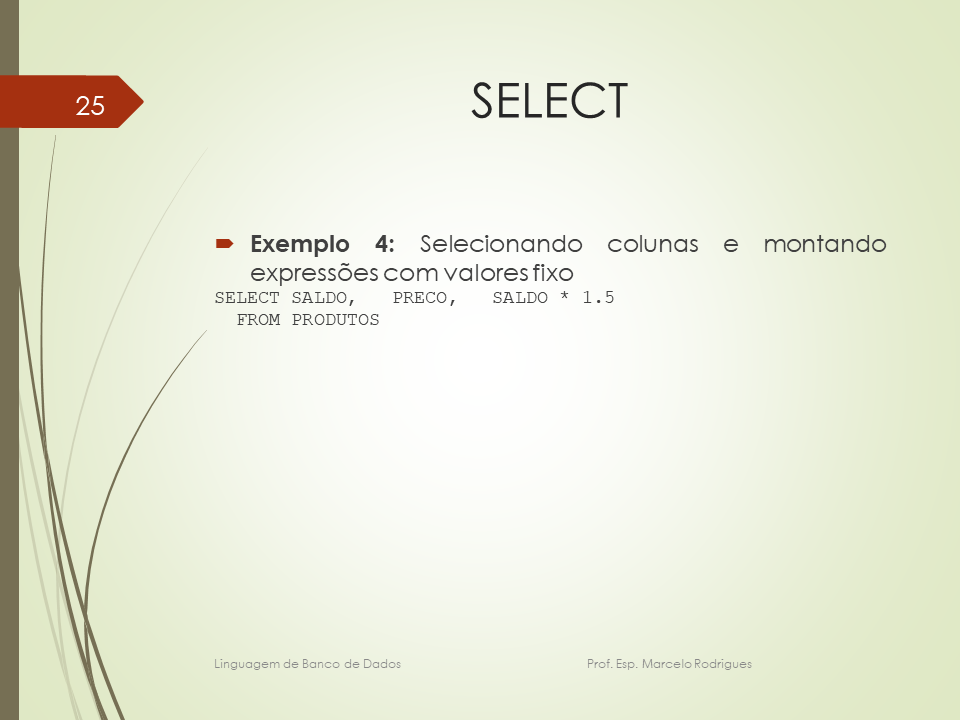 25
SELECT
Exemplo 4: Selecionando colunas e montando
expressões com valores fixo
SELECT SALDO,   PRECO,   SALDO * 1.5
  FROM PRODUTOS
Linguagem de Banco de Dados
Prof. Esp. Marcelo Rodrigues